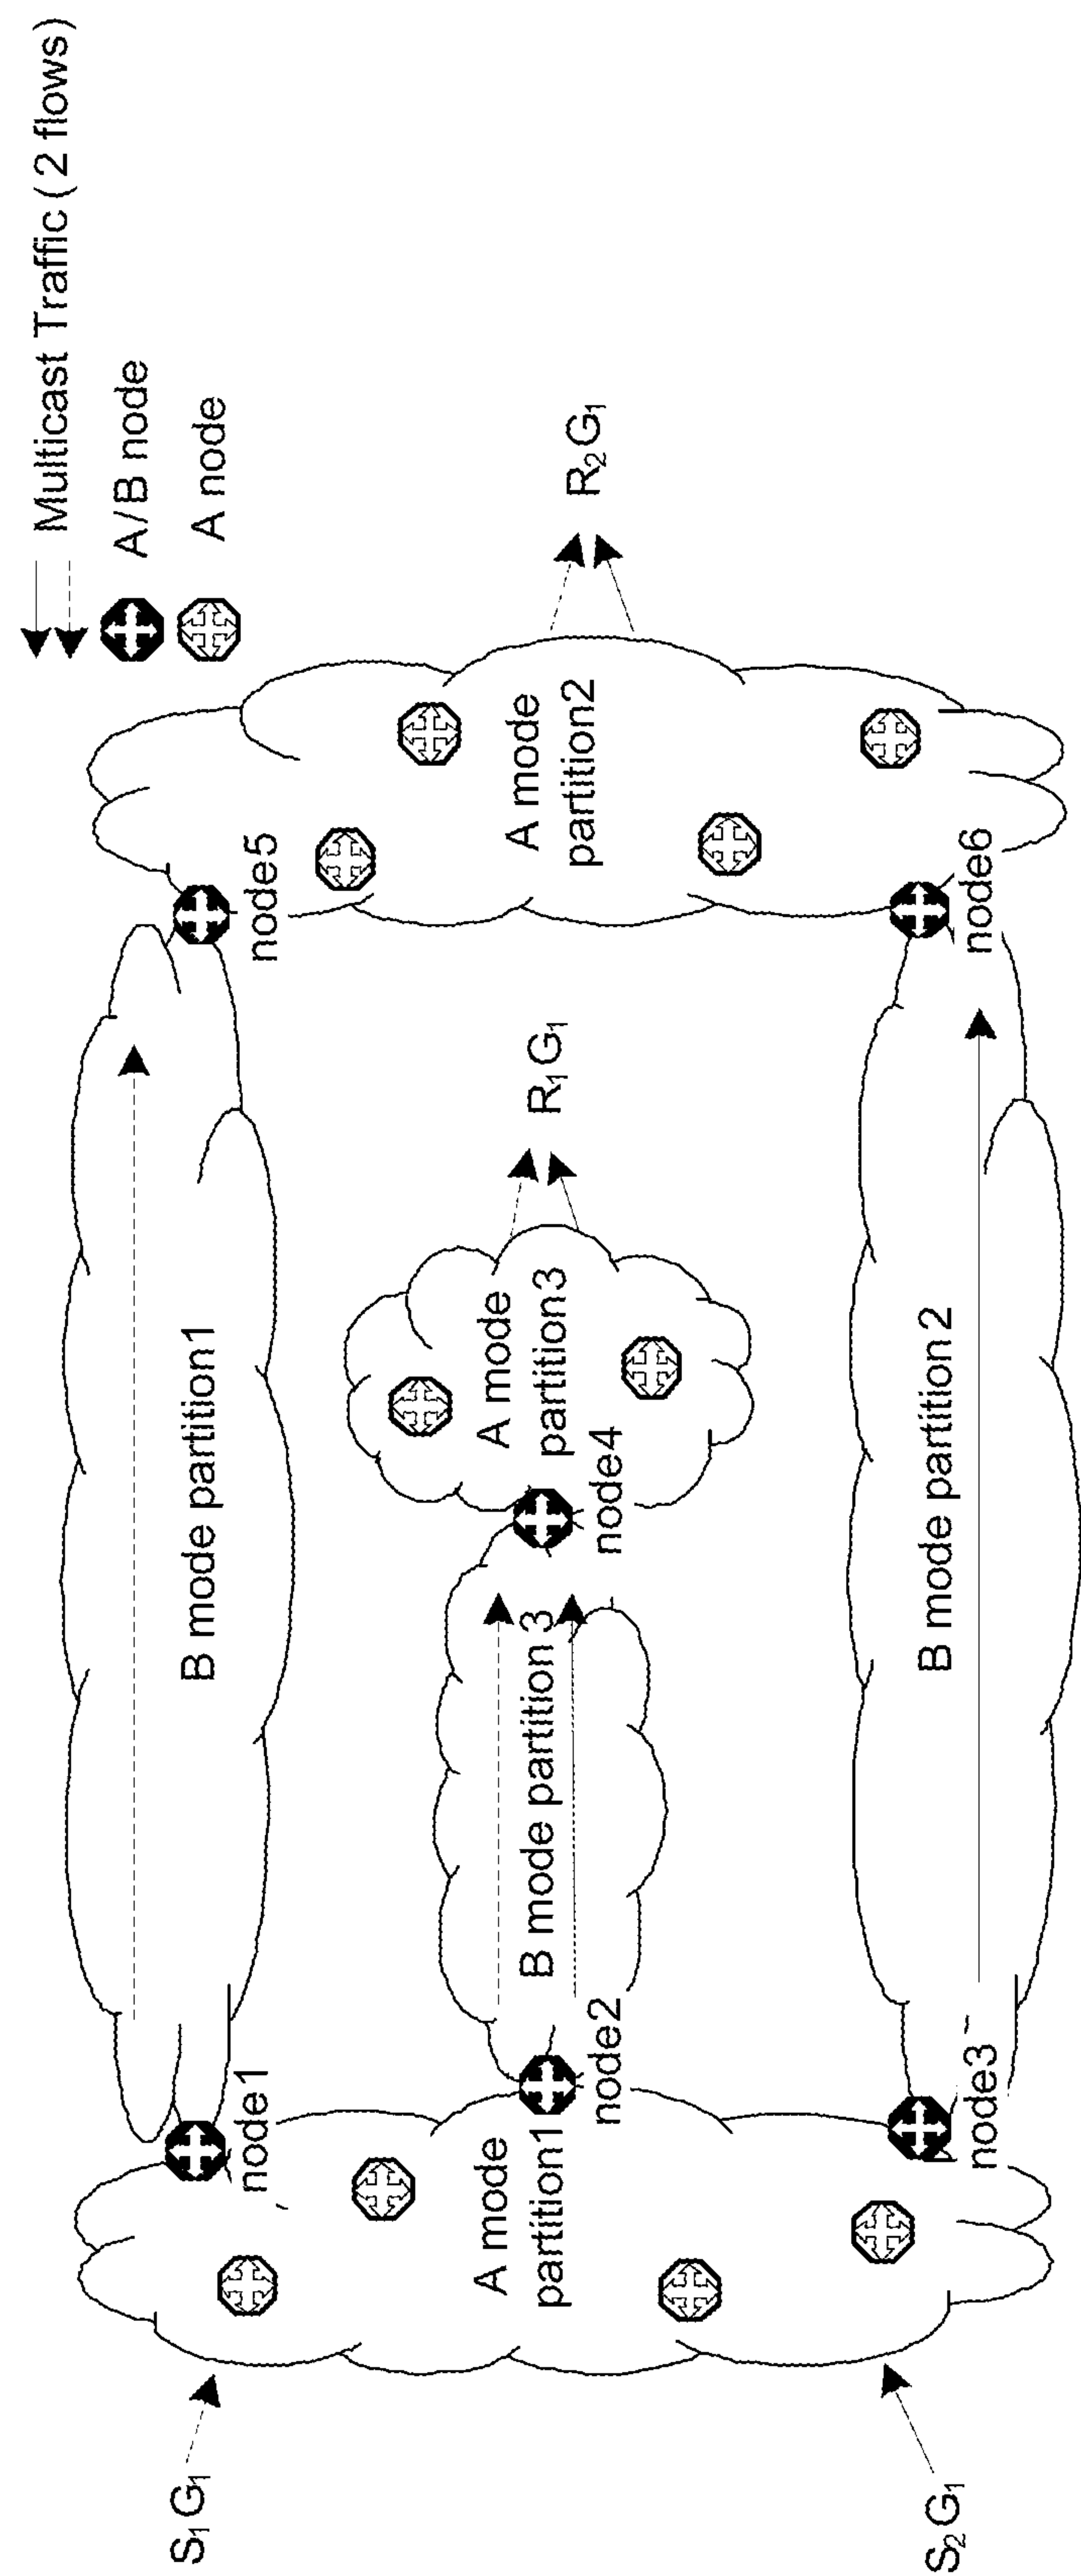 Multicast Traffic ( 2 flows)
A/B node
A node
S₁G₁
node1
B mode partition1
node5
A mode
partition1
node2
B mode partition 3
node4
A mode
partition3
R₁G₁
A mode
partition2
R₂G₁
S₂G₁
node3
B mode partition 2
node6